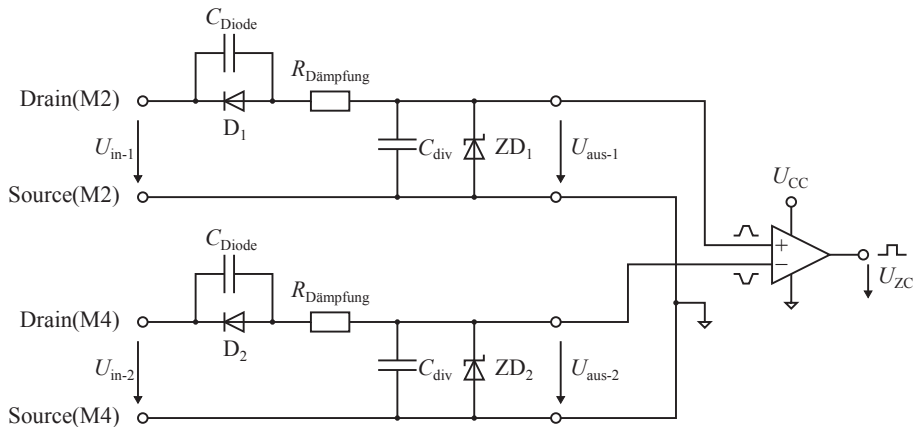 C_Diode
R_Dämpfung
Drain(M2)
D_1
U_in-1
C_div
ZD_1
U_aus-1
Source(M2)
U_CC
+
−
U_ZC
C_Diode
R_Dämpfung
Drain(M4)
D_2
U_in-2
C_div
ZD_2
U_aus-2
Source(M4)